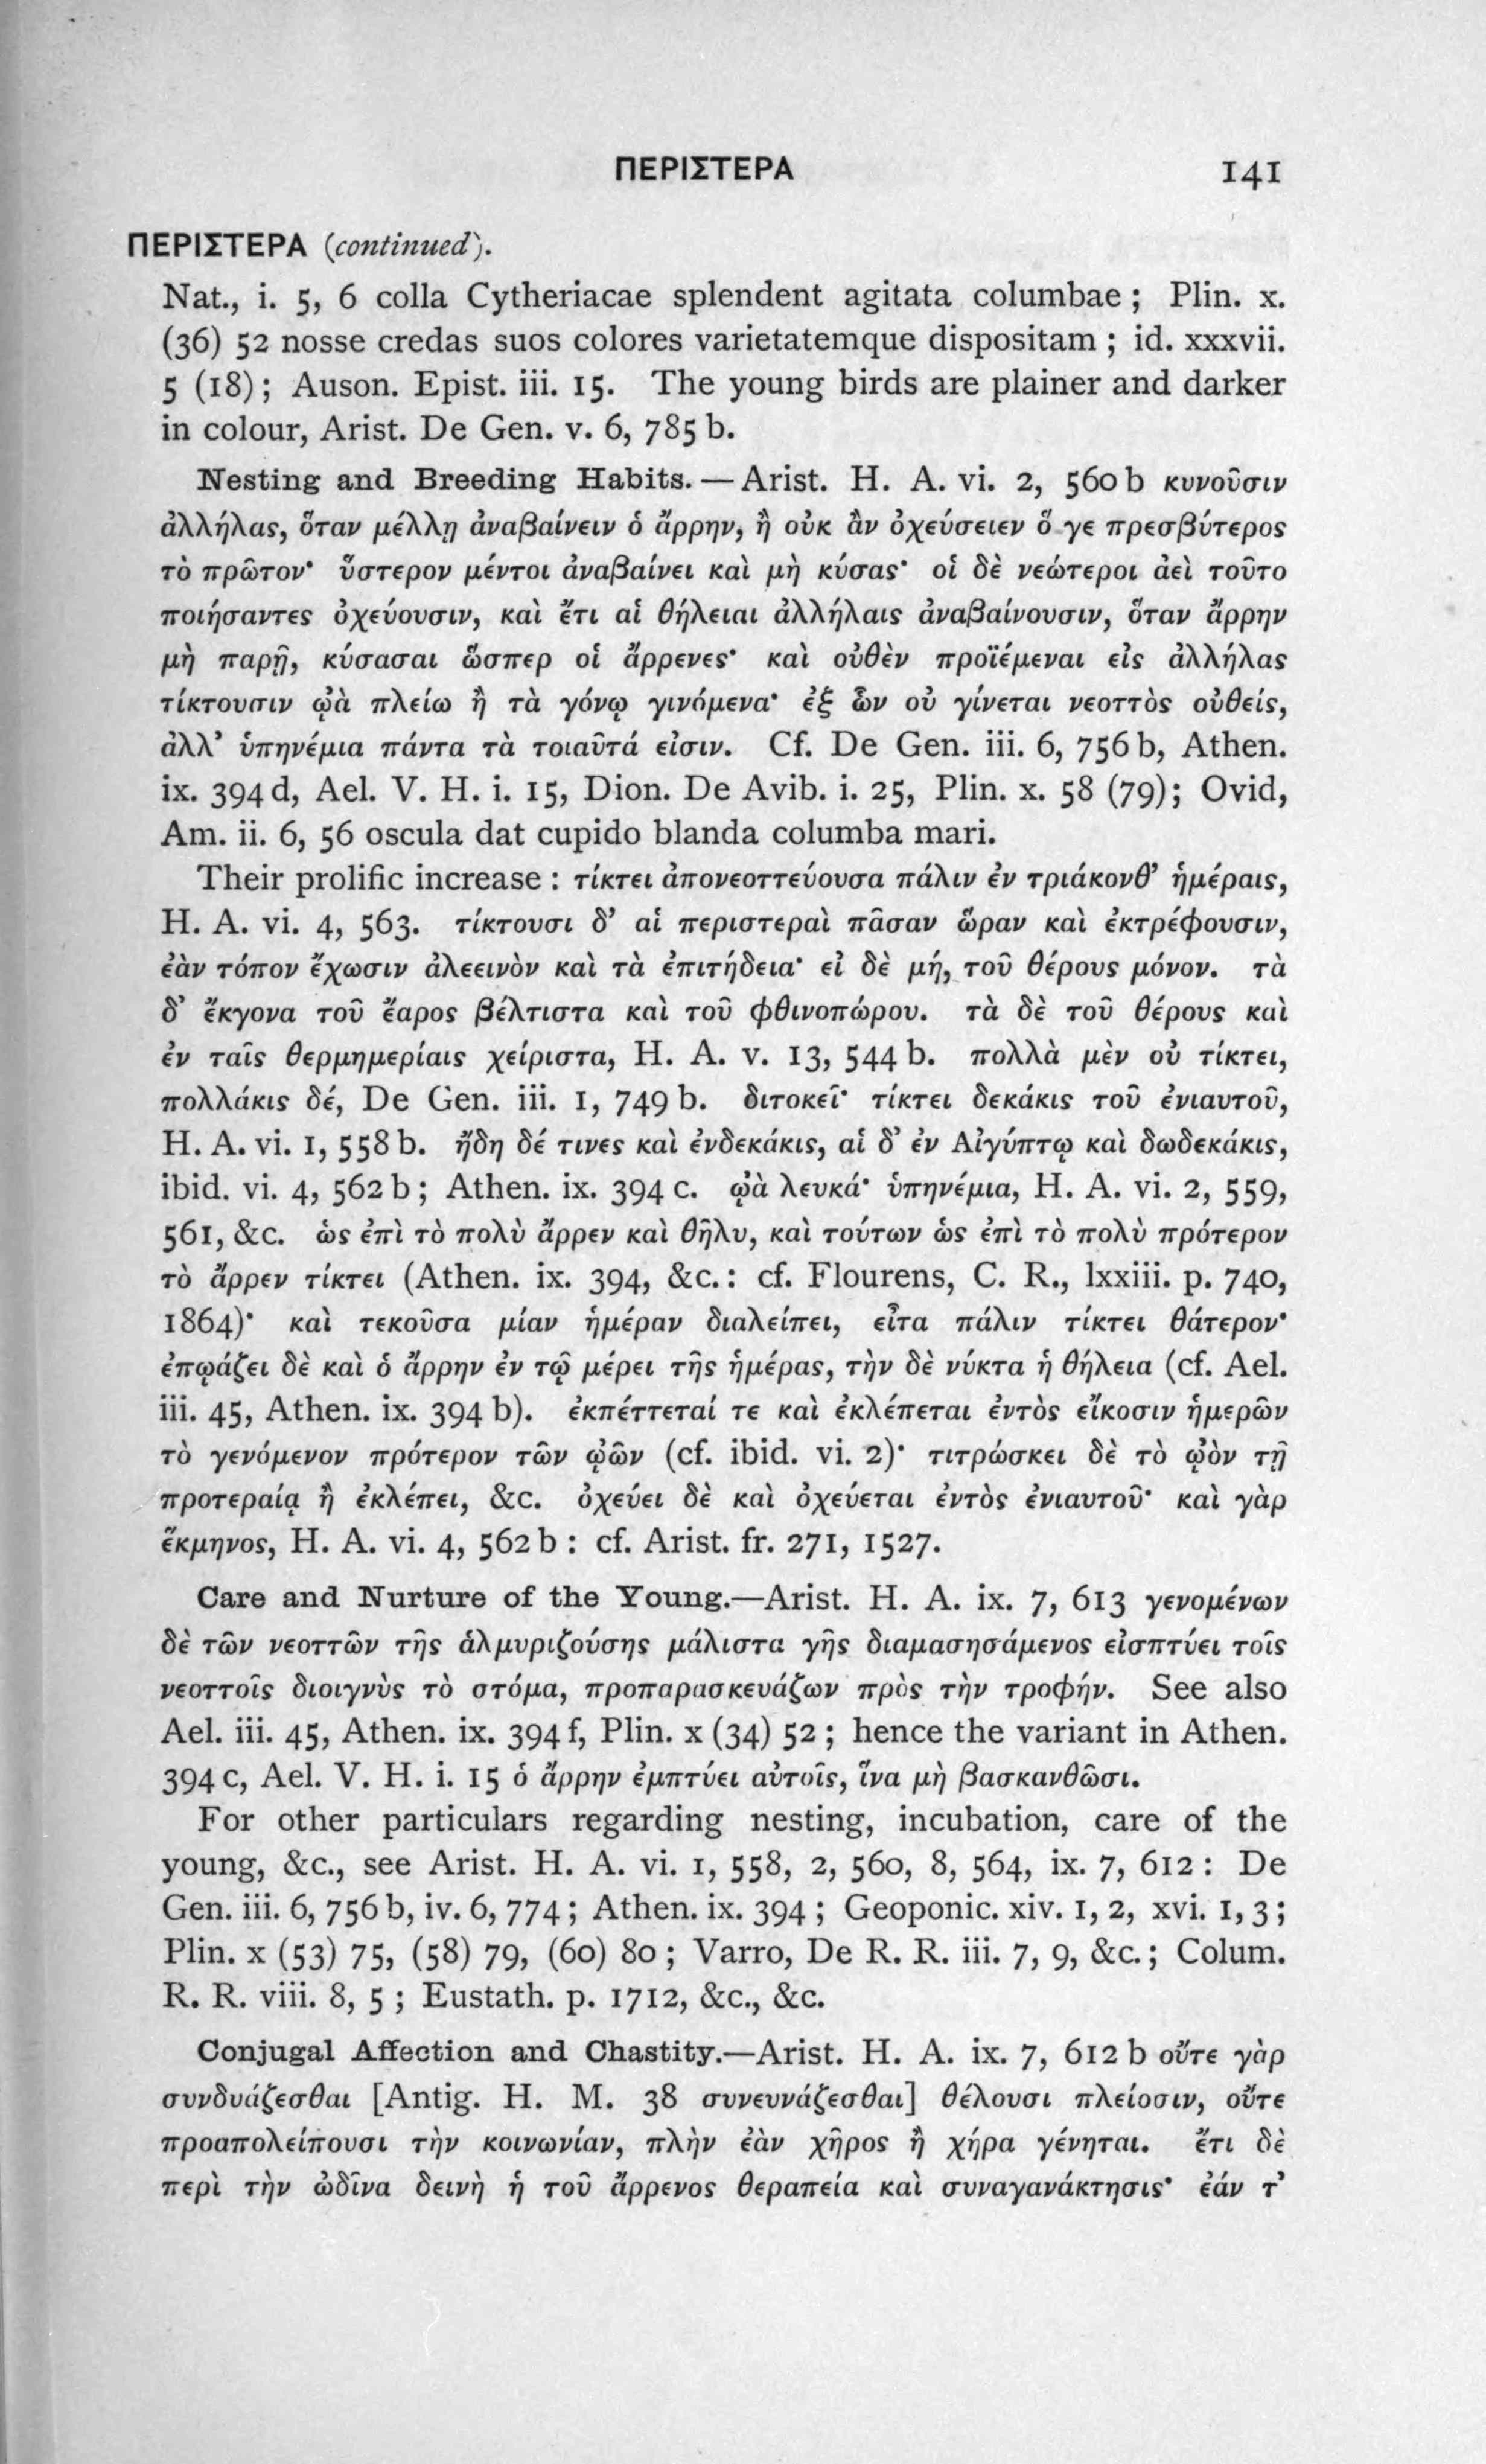 ΠΕΡΙΣΤΕΡΑ 141
ΠΕΡΙΣΤΕΡΑ (continued).
Nat., i. 5, 6 colla Cytheriacae splendent agitata columbae; Plin. x.
(36) 52 nosse credas suos colores varietatemque dispositam; id. xxxvii.
5 (18); Auson. Epist. iii. 15. The young birds are plainer and darker
in colour, Arist. De Gen. v. 6, 785 b.
Nesting and Breeding Habits.—Arist. H. A. vi. 2, 560 b κυνοῦσιν
ἀλλήλας, ὅταν μέλλῃ ἀναβαίνειν ὁ ἄρρην, ἢ οὐκ ἂν ὀχεύσειεν ὅ γε πρεσβύτερος
τὸ πρῶτον· ὕστερον μέντοι ἀναβαίνει καὶ μὴ κύσας· οἱ δὲ νεώτεροι ἀεὶ τοῦτο
ποιήσαντες ὀχεύουσιν, καὶ ἔτι αἱ θήλειαι ἀλλήλαις ἀναβαίνουσιν, ὅταν ἄρρην
μὴ παρῇ, κύσασαι ὥσπερ οἱ ἄρρενες· καὶ οὐθὲν προϊέμεναι εἰς ἀλλήλας
τίκτουσιν ᾠὰ πλείω ἢ τὰ γόνῳ γινόμενα· ἐξ ὧν οὐ γίνεται νεοττὸς οὐθείς,
ἀλλ’ ὑπηνέμια πάντα τὰ τοιαῦτά εἰσιν. Cf. De Gen. iii. 6, 756 b, Athen.
ix. 394 d, Ael. V. H. i. 15, Dion. De Avib. i. 25, Plin. x. 58 (79); Ovid,
Am. ii. 6, 56 oscula dat cupido blanda columba mari.
Their prolific increase: τίκτει ἀπονεοττεύουσα πάλιν ἐν τριάκονθ’ ἡμέραις,
H. A. vi. 4, 563. τίκτουσι δ’ αἱ περιστεραὶ πᾶσαν ὥραν καὶ ἐκτρέφουσιν,
ἐὰν τόπον ἔχωσιν ἀλεεινὸν καὶ τὰ ἐπιτήδεια· εἰ δὲ μή, τοῦ θέρους μόνον. τὰ
δ’ ἔκγονα τοῦ ἔαρος βέλτιστα καὶ τοῦ φθινοπώρου. τὰ δὲ τοῦ θέρους καὶ
ἐν ταῖς θερμημερίαις χείριστα, H. A. v. 13, 544 b. πολλὰ μὲν οὐ τίκτει,
πολλάκις δέ, De Gen. iii. 1, 749 b. διτοκεῖ· τίκτει δεκάκις τοῦ ἐνιαυτοῦ,
H. A. vi. 1, 558 b. ἤδη δέ τινες καὶ ἑνδεκάκις, αἱ δ’ ἐν Αἰγύπτῳ καὶ δωδεκάκις,
ibid. vi. 4, 562 b; Athen. ix. 394 c. ᾠὰ λευκά· ὑπηνέμια, H. A. vi. 2, 559,
561, &c. ὡς ἐπὶ τὸ πολὺ ἄρρεν καὶ θῆλυ, καὶ τούτων ὡς ἐπὶ τὸ πολὺ πρότερον
τὸ ἄρρεν τίκτει (Athen. ix. 394, &c.: cf. Flourens, C. R., lxxiii. p. 740,
1864)· καὶ τεκοῦσα μίαν ἡμέραν διαλείπει, εἶτα πάλιν τίκτει θάτερον·
ἐπῳάζει δὲ καὶ ὁ ἄρρην ἐν τῷ μέρει τῆς ἡμέρας, τὴν δὲ νύκτα ἡ θήλεια (cf. Ael.
iii. 45, Athen. ix. 394 b). ἐκπέττεταί τε καὶ ἐκλέπεται ἐντὸς εἴκοσιν ἡμερῶν
τὸ γενόμενον πρότερον τῶν ᾠῶν (cf. ibid. vi. 2)· τιτρώσκει δὲ τὸ ᾠὸν τῇ
προτεραίᾳ ἢ ἐκλέπει, &c. ὀχεύει δὲ καὶ ὀχεύεται ἐντὸς ἐνιαυτοῦ· καὶ γὰρ
ἕκμηνος, H. A. vi. 4, 562 b: cf. Arist. fr. 271, 1527.
Care and Nurture of the Young.—Arist. H. A. ix. 7, 613 γενομένων
δὲ τῶν νεοττῶν τῆς ἁλμυριζούσης μάλιστα γῆς διαμασησάμενος εἰσπτύει τοῖς
νεοττοῖς διοιγνὺς τὸ στόμα, προπαρασκευάζων πρὸς τὴν τροφήν. See also
Ael. iii. 45, Athen. ix. 394 f, Plin. x (34) 52; hence the variant in Athen.
394 c, Ael. V. H. i. 15 ὁ ἄρρην ἐμπτύει αὐτοῖς, ἵνα μὴ βασκανθῶσι.
For other particulars regarding nesting, incubation, care of the
young, &c., see Arist. H. A. vi. 1, 558, 2, 560, 8, 564, ix. 7, 612: De
Gen. iii. 6, 756 b, iv. 6, 774; Athen. ix. 394; Geoponic. xiv. 1, 2, xvi. 1, 3;
Plin. x (53) 75, (58) 79, (60) 80; Varro, De R. R. iii. 7, 9, &c.; Colum.
R. R. viii. 8, 5; Eustath. p. 1712, &c., &c.
Conjugal Affection and Chastity.—Arist. H. A. ix. 7, 612 b οὔτε γὰρ
συνδυάζεσθαι [Antig. H. M. 38 συνευνάζεσθαι] θέλουσι πλείοσιν, οὔτε
προαπολείπουσι τὴν κοινωνίαν, πλὴν ἐὰν χῆρος ἢ χήρα γένηται. ἔτι δὲ
περὶ τὴν ὠδῖνα δεινὴ ἡ τοῦ ἄρρενος θεραπεία καὶ συναγανάκτησις· ἐάν τ’